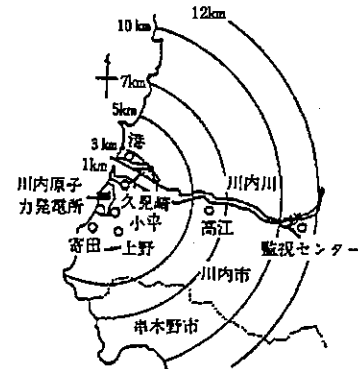 12km
10km
7km
5km
3km
港
1km
川内原子
力発電所
久見崎
川内川
小平
高江
寄田
上野
監視センター
川内市
串木野市